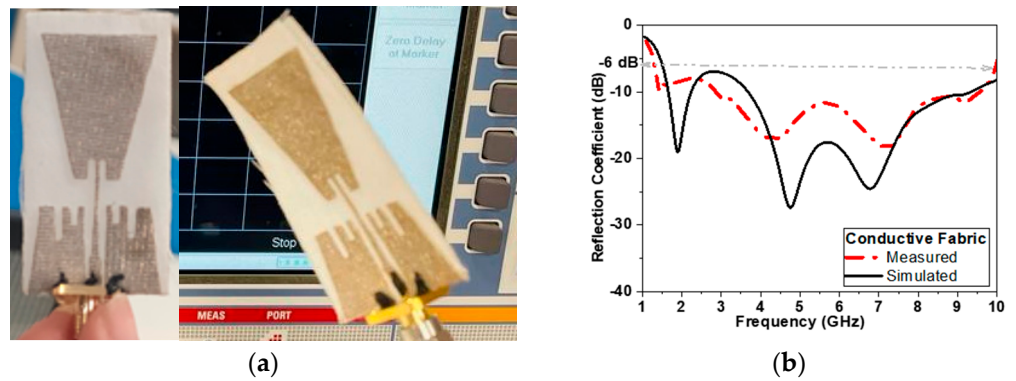 Zero Delay
at Marker
Stop
MEAS
PORT
(a)
0
-6 dB
-10
-20
-30
-40
Reflection Coefficient (dB)
1
2
3
4
5
6
7
8
9
10
Frequency (GHz)
Conductive Fabric
Measured
Simulated
(b)